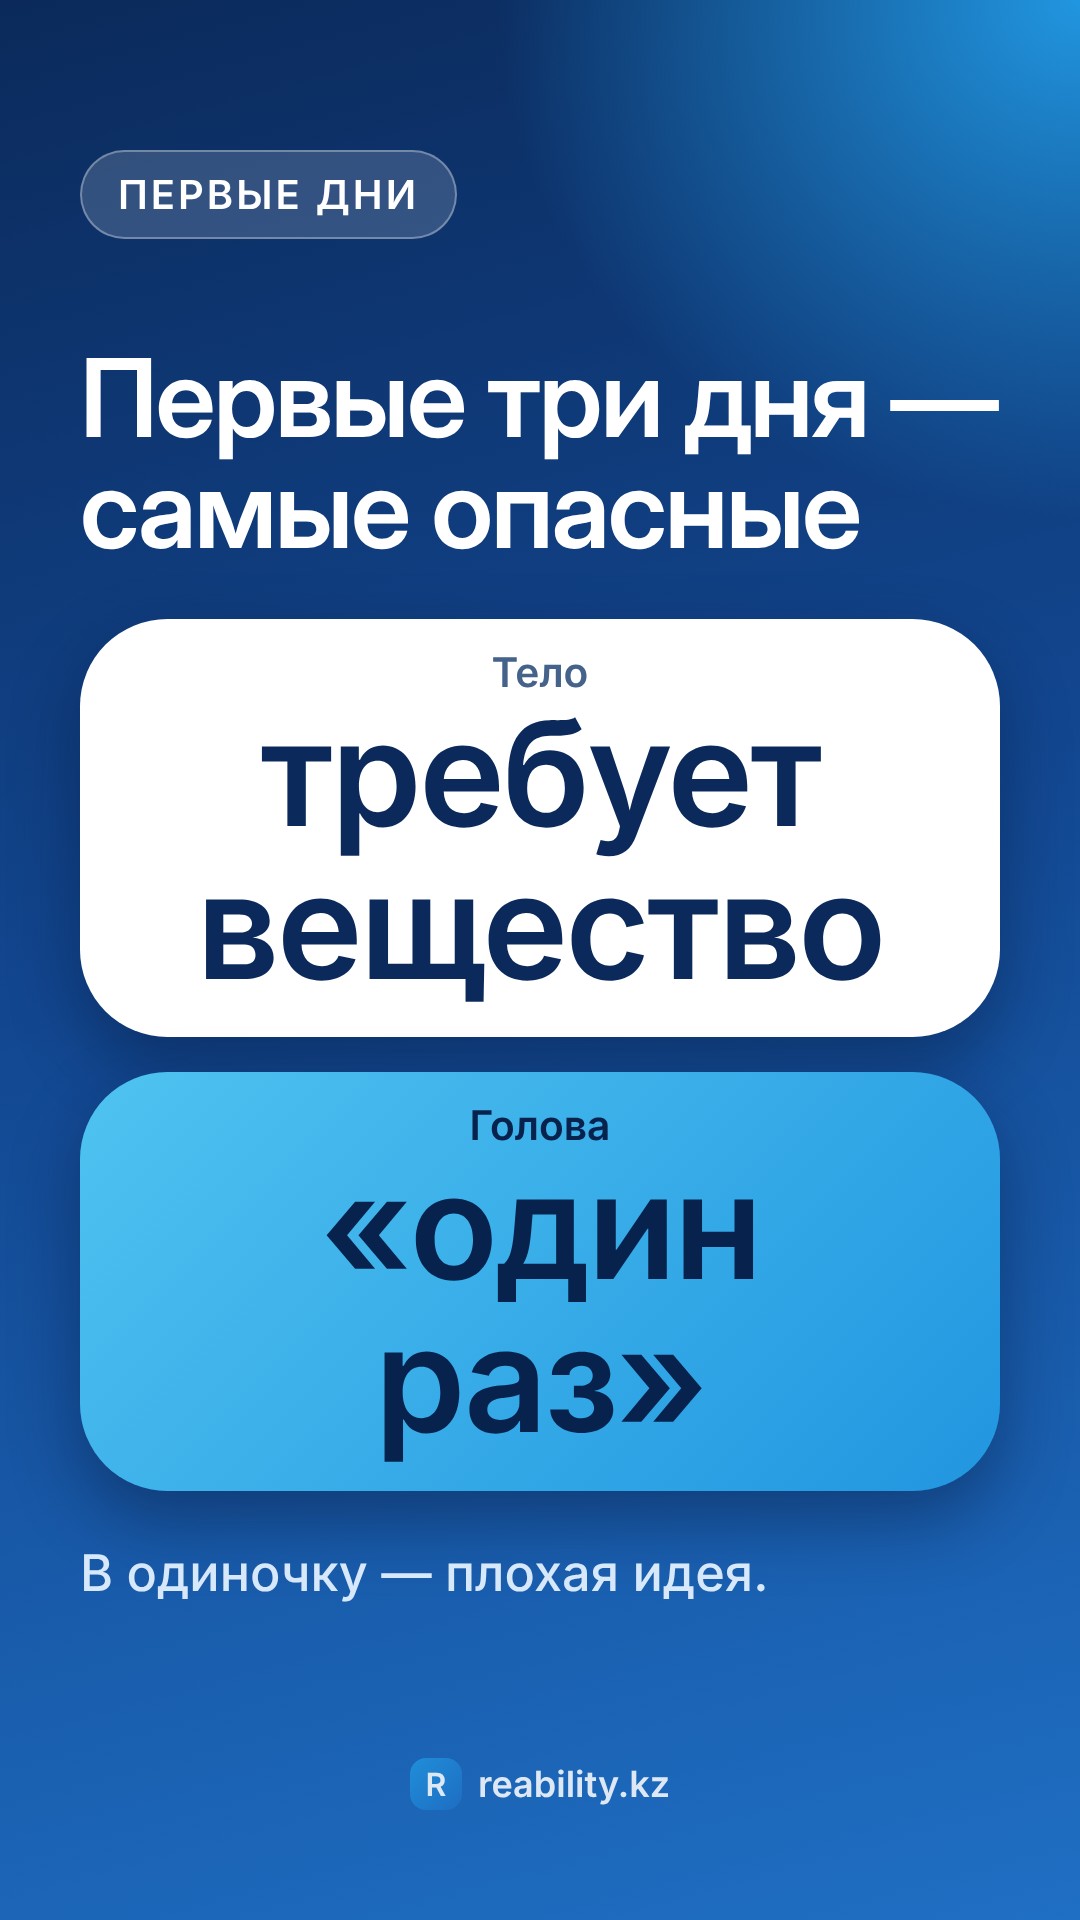 ПЕРВЫЕ ДНИ
Первые три дня —
самые опасные
Тело
требует
вещество
Голова
«один
раз»
В одиночку — плохая идея.
R reability.kz